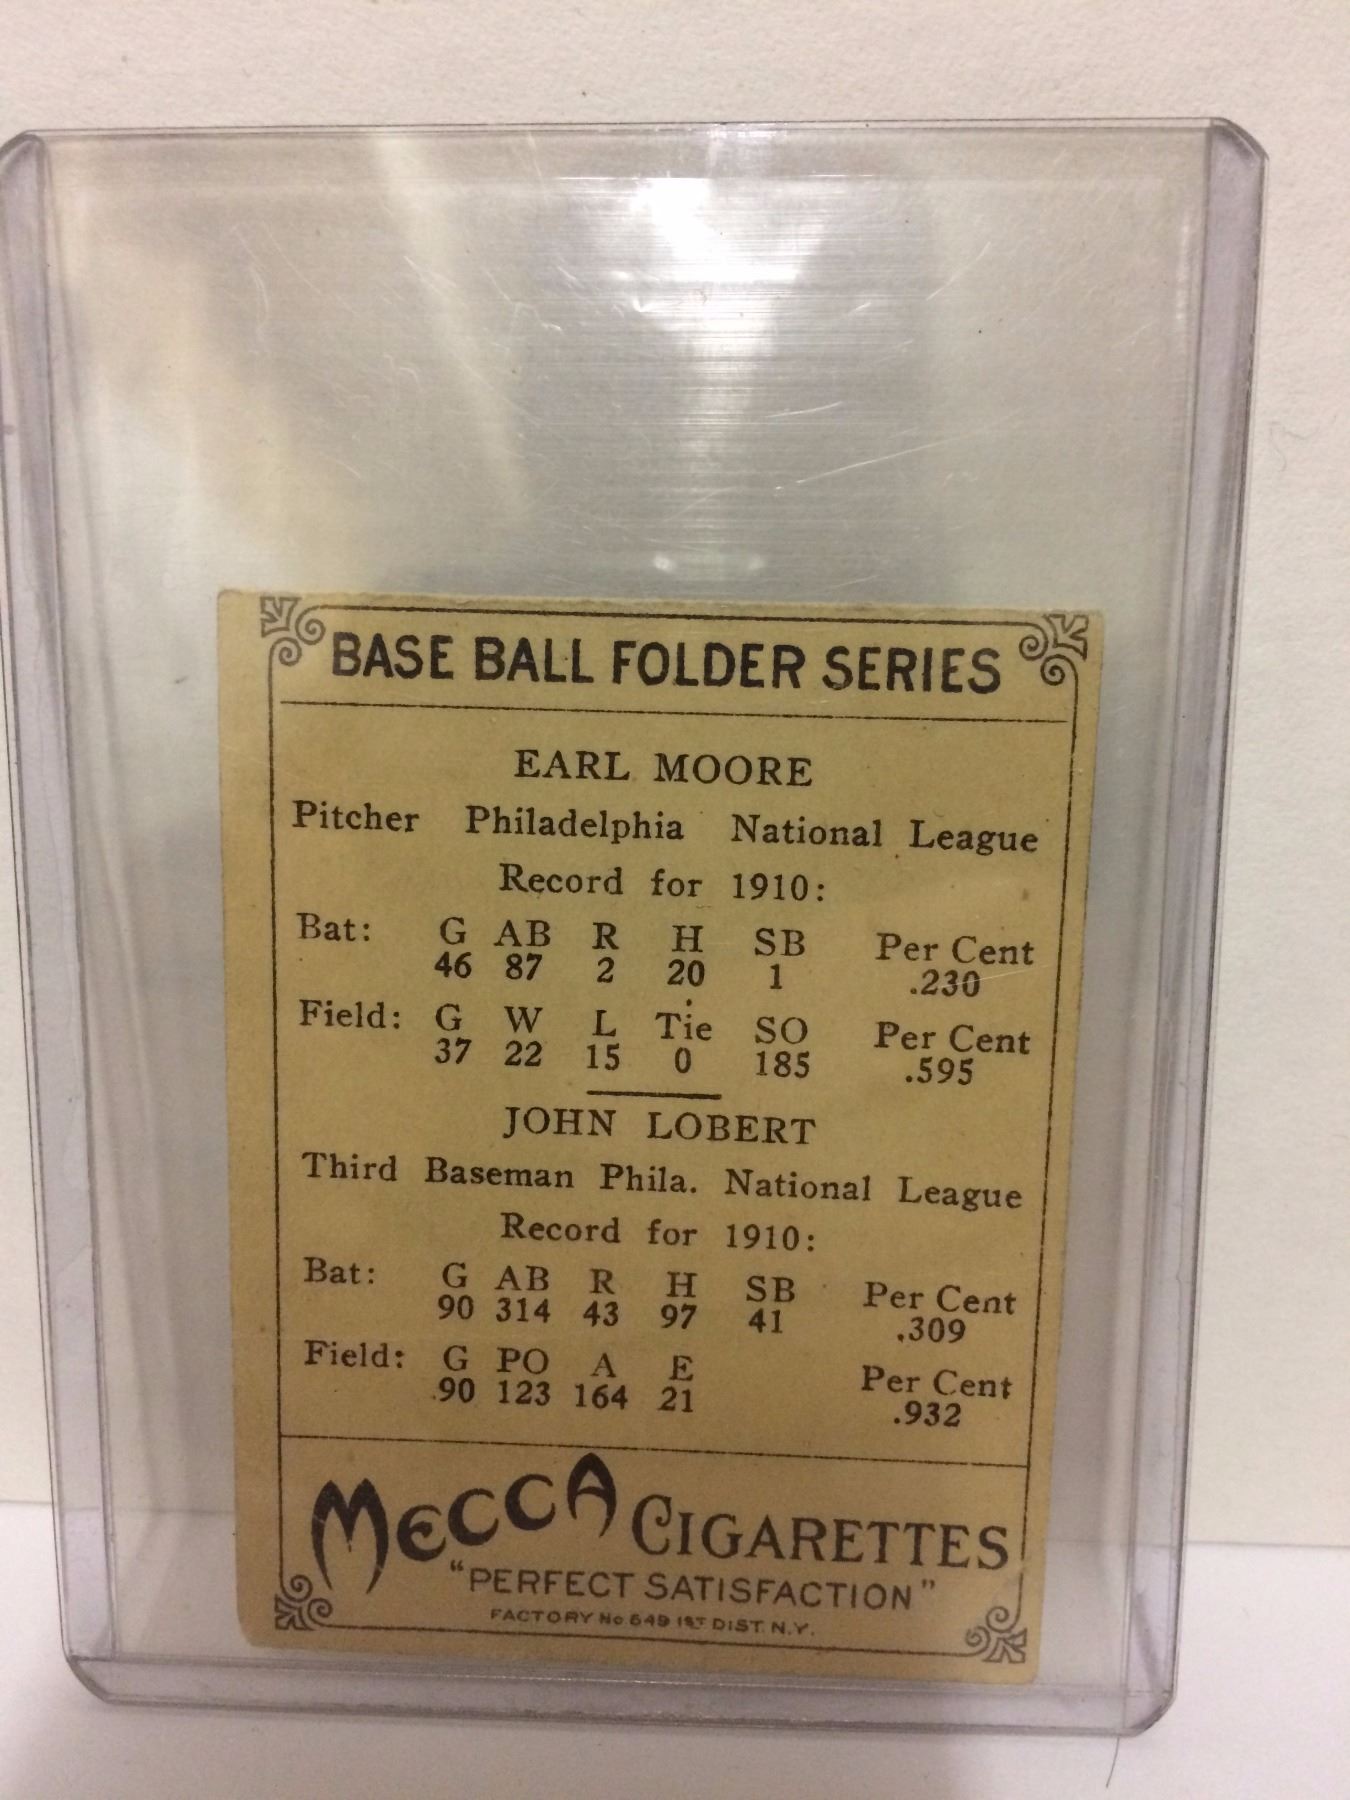 BASE BALL FOLDER SERIES
EARL MOORE
Pitcher Philadelphia National League
Record for 1910:
Bat: G AB R H SB Per Cent
46 87 2 20 1 .230
Field: G W L Tie SO Per Cent
37 22 15 0 185 .595
JOHN LOBERT
Third Baseman Phila. National League
Record for 1910:
Bat: G AB R H SB Per Cent
90 314 43 97 41 .309
Field: G PO A E Per Cent
90 123 164 21 .932
MECCA CIGARETTES
"PERFECT SATISFACTION"
FACTORY No 649 1ST DIST. N.Y.